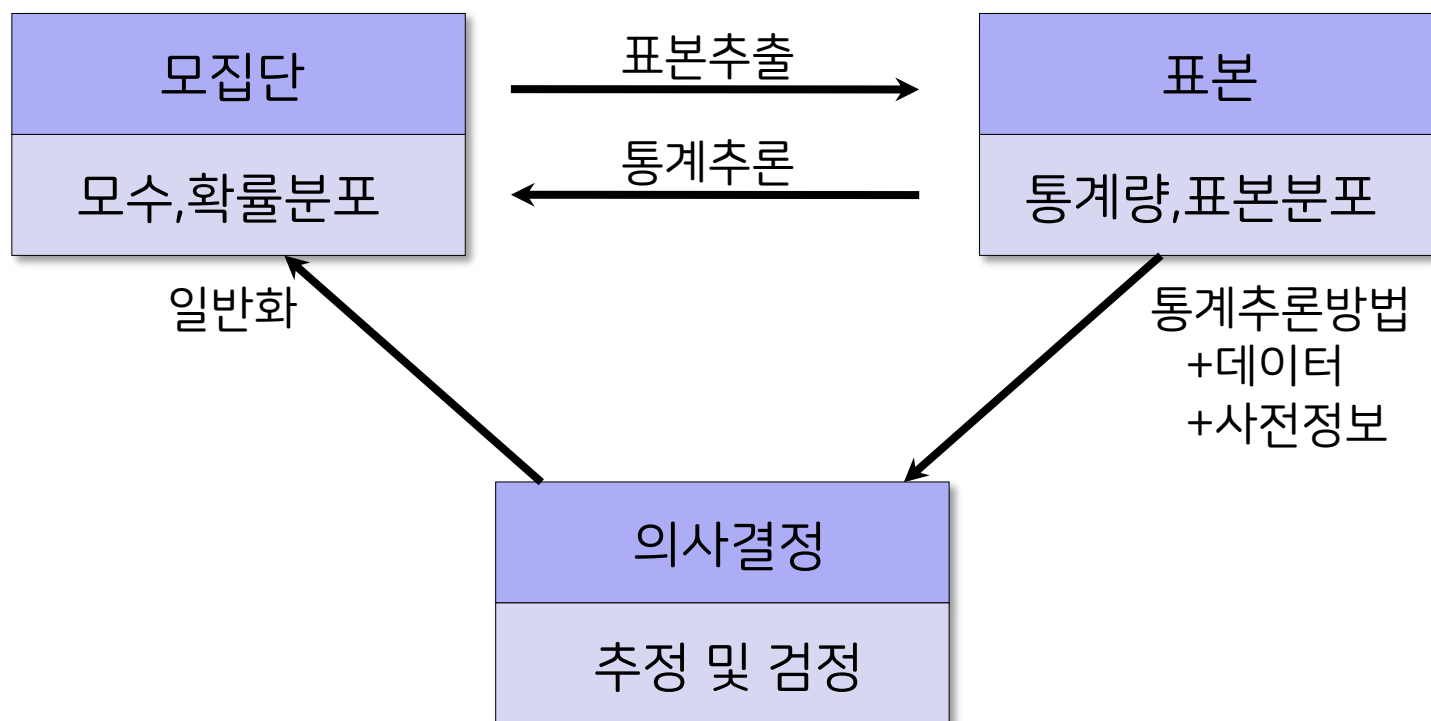 모집단
표본추출
표본
통계추론
모수,확률분포
통계량,표본분포
일반화
통계추론방법
+데이터
+사전정보
의사결정
추정 및 검정